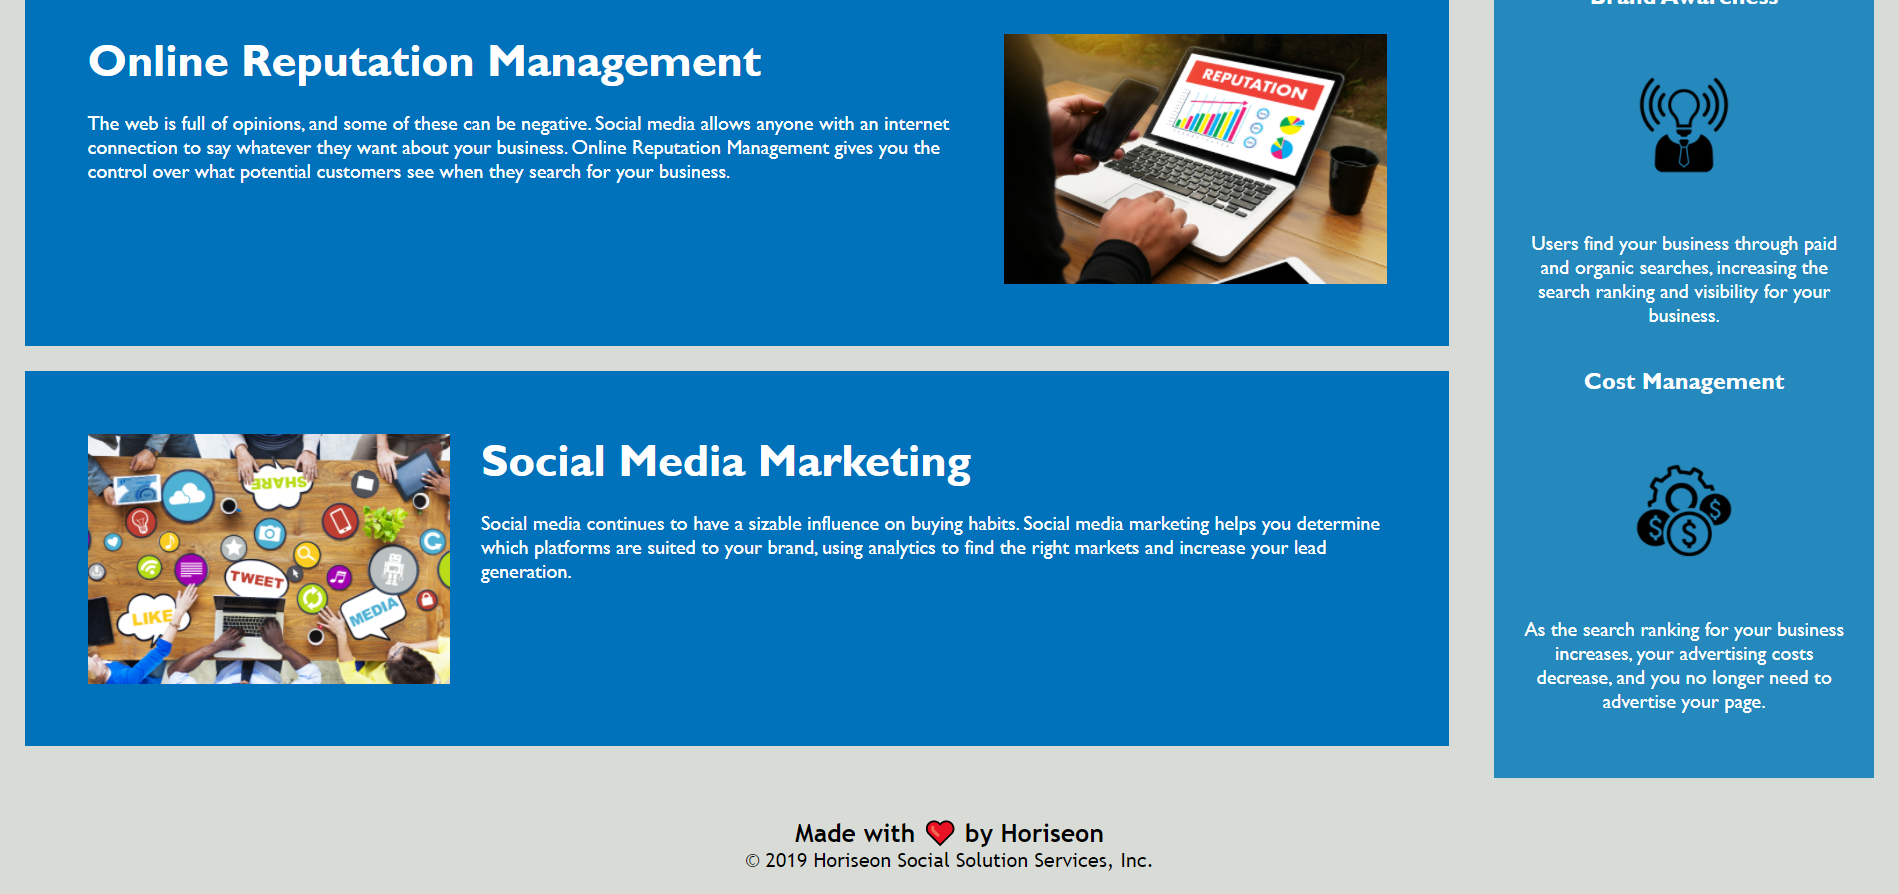 Online Reputation Management
The web is full of opinions, and some of these can be negative. Social media allows anyone with an internet
connection to say whatever they want about your business. Online Reputation Management gives you the
control over what potential customers see when they search for your business.
REPUTATION
Social Media Marketing
Social media continues to have a sizable influence on buying habits. Social media marketing helps you determine
which platforms are suited to your brand, using analytics to find the right markets and increase your lead
generation.
SHARE
TWEET
LIKE
MEDIA
Brand Awareness
Users find your business through paid
and organic searches, increasing the
search ranking and visibility for your
business.
Cost Management
$ $
$
As the search ranking for your business
increases, your advertising costs
decrease, and you no longer need to
advertise your page.
Made with ❤️ by Horiseon
© 2019 Horiseon Social Solution Services, Inc.